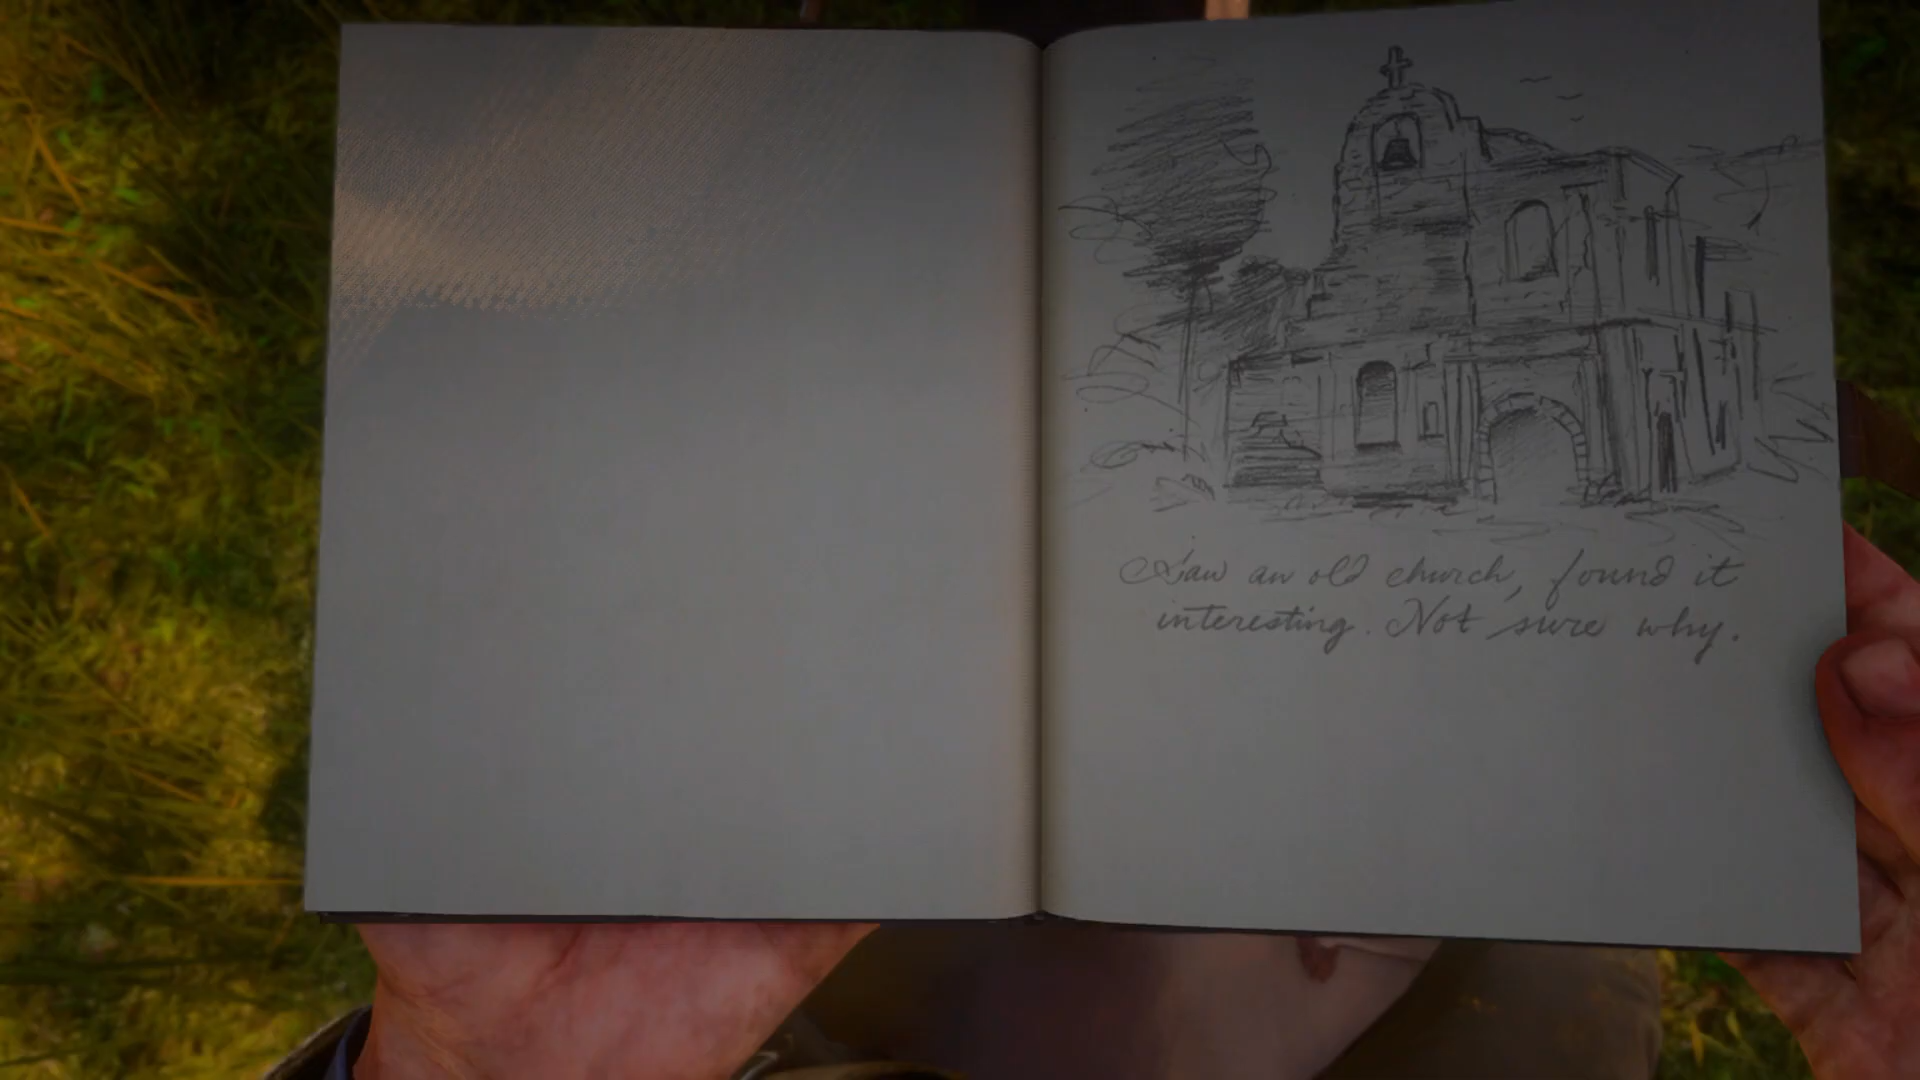 Saw an old church, found it
interesting. Not sure why.